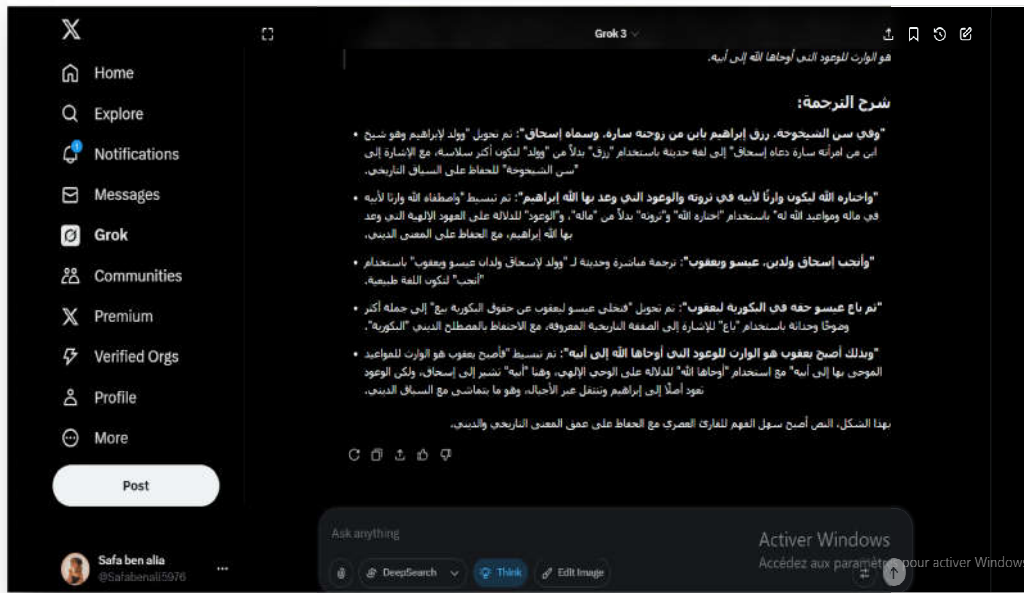 Home
Explore
1
Notifications
Messages
Grok
Communities
Premium
Verified Orgs
Profile
More
Post
Safa ben alia
@Safabenali5976
Grok 3
هو الوارث للوعود التي أوحاها الله إلى أبيه.
شرح الترجمة:
• "وفي سن الشيخوخة، رزق إبراهيم بابن من زوجته سارة، وسماه إسحاق": تم تحويل "وولد لإبراهيم وهو شيخ
ابن من امرأته سارة دعاه إسحاق" إلى لغة حديثة باستخدام "رزق" بدلاً من "وولد" لتكون أكثر سلاسة، مع الإشارة إلى
"سن الشيخوخة" للحفاظ على السياق التاريخي.
• "واختاره الله ليكون وارثًا لأبيه في ثروته والوعود التي وعد بها الله إبراهيم": تم تبسيط "واصطفاه الله وارثا لأبيه
في ماله ومواعيد الله له" باستخدام "اختاره الله" و"ثروته" بدلاً من "ماله"، و"الوعود" للدلالة على العهود الإلهية التي وعد
بها الله إبراهيم، مع الحفاظ على المعنى الديني.
• "وأنجب إسحاق ولدين، عيسو ويعقوب": ترجمة مباشرة وحديثة لـ "وولد لإسحاق ولدان عيسو ويعقوب" باستخدام
"أنجب" لتكون اللغة طبيعية.
• "ثم باع عيسو حقه في البكورية ليعقوب": تم تحويل "فتخلى عيسو ليعقوب عن حقوق البكورية بيع" إلى جملة أكثر
وضوحًا وحداثة باستخدام "باع" للإشارة إلى الصفقة التاريخية المعروفة، مع الاحتفاظ بالمصطلح الديني "البكورية".
• "وبذلك أصبح يعقوب هو الوارث للوعود التي أوحاها الله إلى أبيه": تم تبسيط "فأصبح يعقوب هو الوارث للمواعيد
الموحى بها إلى أبيه" مع استخدام "أوحاها الله" للدلالة على الوحي الإلهي، وهنا "أبيه" تشير إلى إسحاق، ولكن الوعود
تعود أصلًا إلى إبراهيم وتنتقل عبر الأجيال، وهو ما يتماشى مع السياق الديني.
بهذا الشكل، النص أصبح سهل الفهم للقارئ العصري مع الحفاظ على عمق المعنى التاريخي والديني.
Ask anything
DeepSearch
Think
Edit Image
Activer Windows
Accédez aux paramètres pour activer Windows